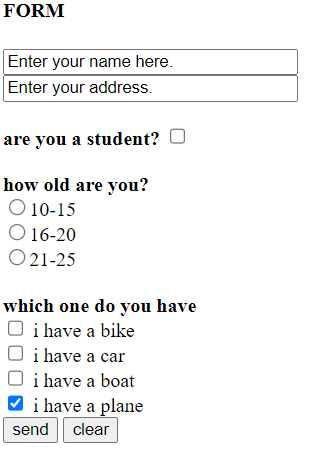 FORM
Enter your name here.
Enter your address.
are you a student?
how old are you?
10-15
16-20
21-25
which one do you have
i have a bike
i have a car
i have a boat
i have a plane
send clear